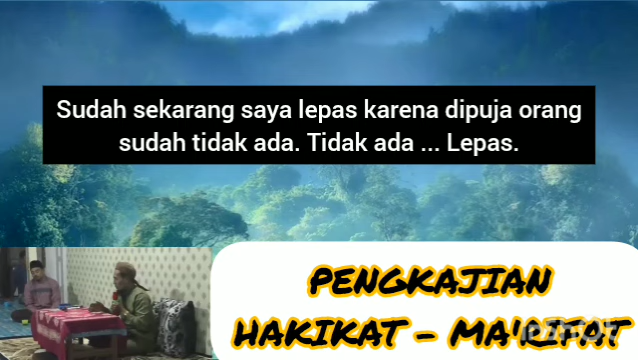 Sudah sekarang saya lepas karena dipuja orang
sudah tidak ada. Tidak ada ... Lepas.
PENGKAJIAN
HAKIKAT - MA'RIFAT